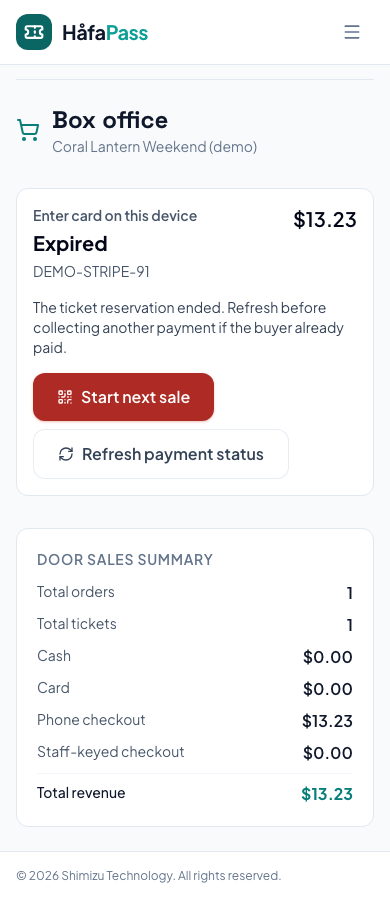 HåfaPass
Box office
Coral Lantern Weekend (demo)
Enter card on this device
$13.23
Expired
DEMO-STRIPE-91
The ticket reservation ended. Refresh before
collecting another payment if the buyer already
paid.
Start next sale
Refresh payment status
DOOR SALES SUMMARY
Total orders 1
Total tickets 1
Cash $0.00
Card $0.00
Phone checkout $13.23
Staff-keyed checkout $0.00
Total revenue $13.23
© 2026 Shimizu Technology. All rights reserved.